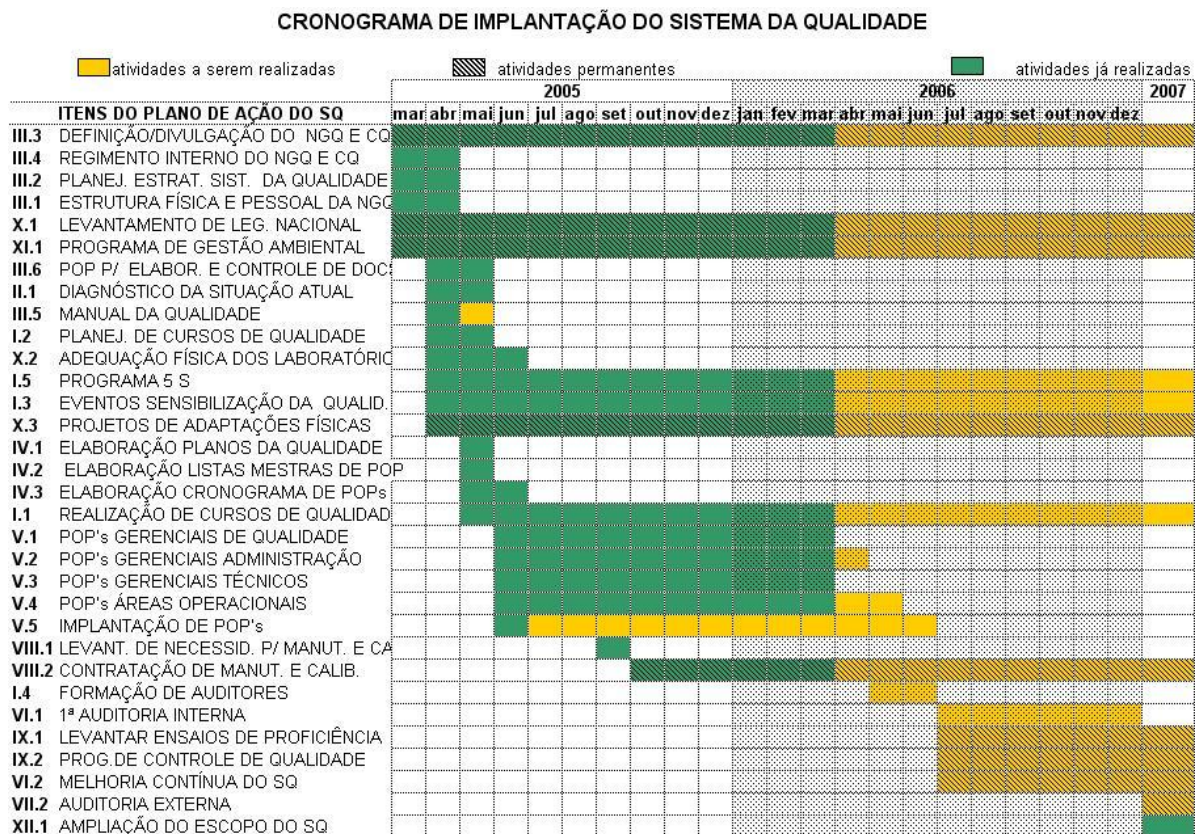 CRONOGRAMA DE IMPLANTAÇÃO DO SISTEMA DA QUALIDADE
atividades a serem realizadas atividades permanentes atividades já realizadas
2005 2006 2007
ITENS DO PLANO DE AÇÃO DO SQ mar abr mai jun jul ago set out nov dez jan fev mar abr mai jun jul ago set out nov dez
III.3 DEFINIÇÃO/DIVULGAÇÃO DO NGQ E CQ
III.4 REGIMENTO INTERNO DO NGQ E CQ
III.2 PLANEJ. ESTRAT. SIST. DA QUALIDADE
III.1 ESTRUTURA FÍSICA E PESSOAL DA NGQ
X.1 LEVANTAMENTO DE LEG. NACIONAL
XI.1 PROGRAMA DE GESTÃO AMBIENTAL
III.6 POP P/ ELABOR. E CONTROLE DE DOCS
II.1 DIAGNÓSTICO DA SITUAÇÃO ATUAL
III.5 MANUAL DA QUALIDADE
I.2 PLANEJ. DE CURSOS DE QUALIDADE
X.2 ADEQUAÇÃO FÍSICA DOS LABORATÓRIO
I.5 PROGRAMA 5 S
I.3 EVENTOS SENSIBILIZAÇÃO DA QUALID.
X.3 PROJETOS DE ADAPTAÇÕES FÍSICAS
IV.1 ELABORAÇÃO PLANOS DA QUALIDADE
IV.2 ELABORAÇÃO LISTAS MESTRAS DE POP
IV.3 ELABORAÇÃO CRONOGRAMA DE POPs
I.1 REALIZAÇÃO DE CURSOS DE QUALIDAD
V.1 POP's GERENCIAIS DE QUALIDADE
V.2 POP's GERENCIAIS ADMINISTRAÇÃO
V.3 POP's GERENCIAIS TÉCNICOS
V.4 POP's ÁREAS OPERACIONAIS
V.5 IMPLANTAÇÃO DE POP's
VIII.1 LEVANT. DE NECESSID. P/ MANUT. E CA
VIII.2 CONTRATAÇÃO DE MANUT. E CALIB.
I.4 FORMAÇÃO DE AUDITORES
VI.1 1ª AUDITORIA INTERNA
IX.1 LEVANTAR ENSAIOS DE PROFICIÊNCIA
IX.2 PROG.DE CONTROLE DE QUALIDADE
VI.2 MELHORIA CONTÍNUA DO SQ
VII.2 AUDITORIA EXTERNA
XII.1 AMPLIAÇÃO DO ESCOPO DO SQ